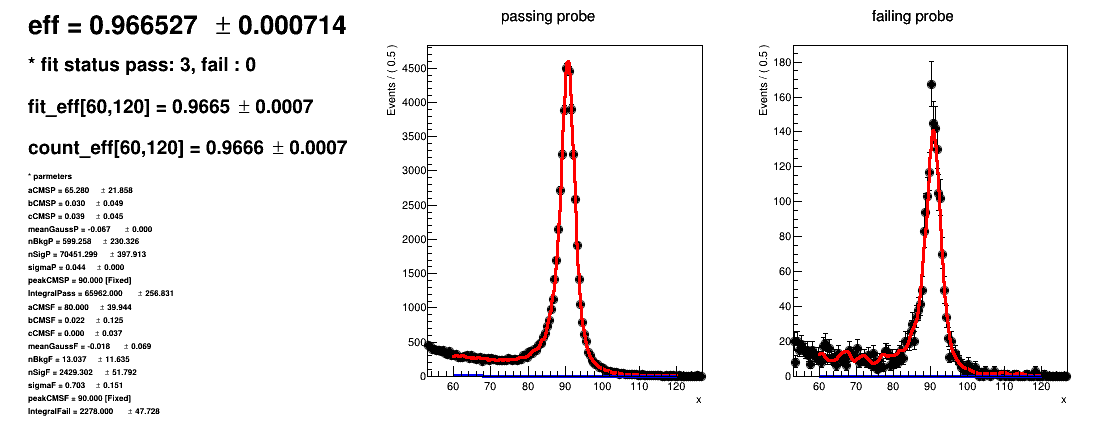 eff = 0.966527 ± 0.000714
* fit status pass: 3, fail : 0
fit_eff[60,120] = 0.9665 ± 0.0007
count_eff[60,120] = 0.9666 ± 0.0007
* parmeters
aCMSP = 65.280 ± 21.858
bCMSP = 0.030 ± 0.049
cCMSP = 0.039 ± 0.045
meanGaussP = -0.067 ± 0.000
nBkgP = 599.258 ± 230.326
nSigP = 70451.299 ± 397.913
sigmaP = 0.044 ± 0.000
peakCMSP = 90.000 [Fixed]
IntegralPass = 65962.000 ± 256.831
aCMSF = 80.000 ± 39.944
bCMSF = 0.022 ± 0.125
cCMSF = 0.000 ± 0.037
meanGaussF = -0.018 ± 0.069
nBkgF = 13.037 ± 11.635
nSigF = 2429.302 ± 51.792
sigmaF = 0.703 ± 0.151
peakCMSF = 90.000 [Fixed]
IntegralFail = 2278.000 ± 47.728
passing probe
Events / ( 0.5 )
4500
4000
3500
3000
2500
2000
1500
1000
500
0
60 70 80 90 100 110 120
x
failing probe
Events / ( 0.5 )
180
160
140
120
100
80
60
40
20
0
60 70 80 90 100 110 120
x